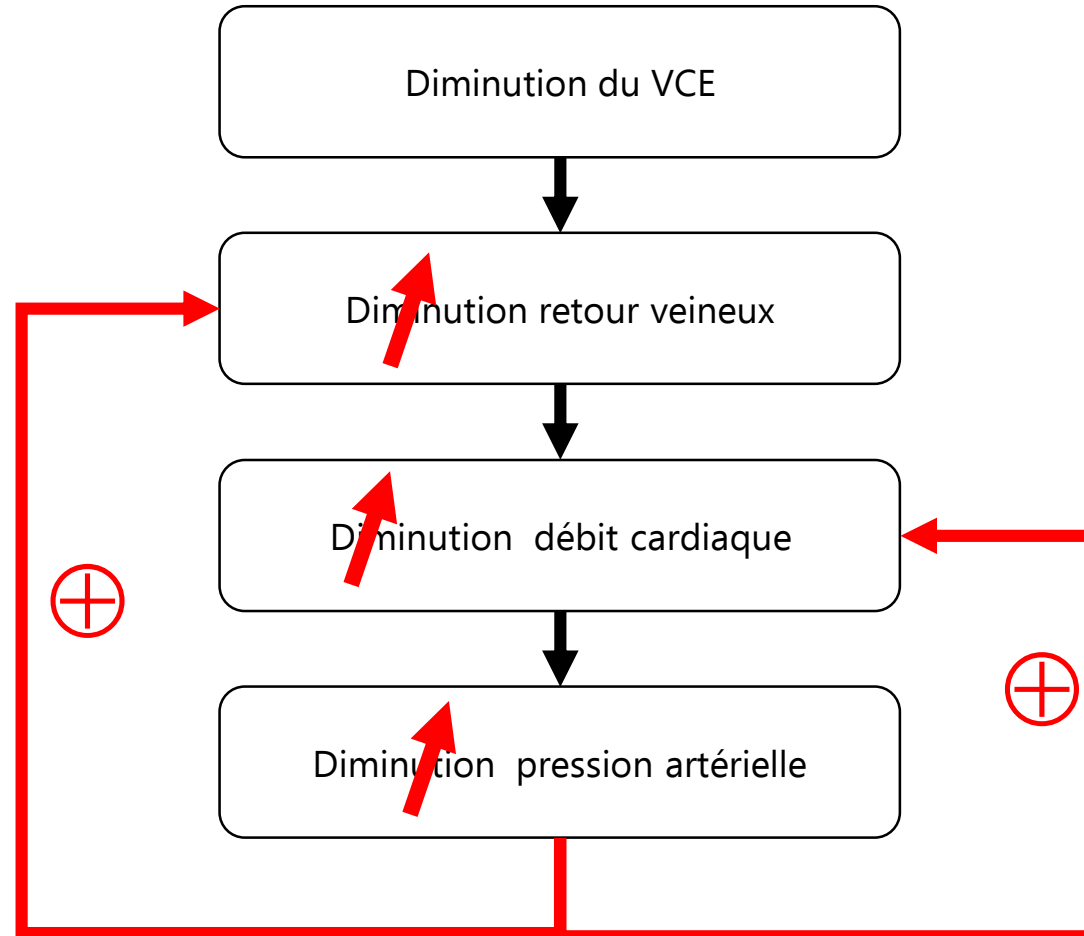 Diminution du VCE
Diminution retour veineux
Diminution  débit cardiaque
Diminution  pression artérielle